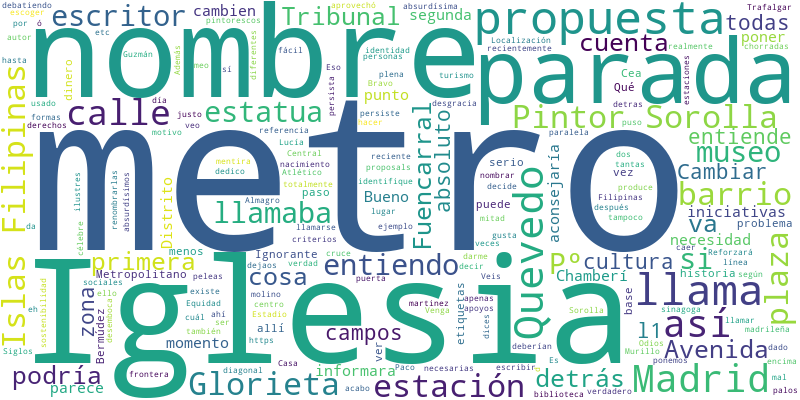 debatiendo escritor cambien Tribunal absurdísima propuesta Trafalgar
escoger pintorescos aprovechó segunda todas
por ó nombre cuenta poner
autor etc Además fácil identidad Localización recientemente realmente chorradas
hasta Guzmán meo si diferentes personas Eso plena turismo parada estaciones
usado dinero día justo persista Bravo punto Cea Qué detras
derechos formas calle veo estatua desgracia Pintor Sorolla
motivo referencia persiste hacer paralela puso entiende
Filipinas metro Lucía Central reciente absoluto museo
mentira dedico nacimiento Atlético proposals Fuencarral serio dos tantas
ilustres Distrito totalmente identifique aconsejaría vez Cambiar
da renombrarlas absurdísimos Almagro paso Bueno nombrar Filipinas barrio
célebre llamaba llamarse lugar puede decide produce después tampoco iniciativas
Islas criterios ejemplo mitad va problema
menos Ignorante verdad cruce gusta veces necesidad caer línea
primera cosa entiendo Quevedo Pº cultura si Reforzará
Metropolitano dejaos darme decir Chamberí historia según plaza
sociales ello peleas existe molino puerta Veis llama
sostenibilidad eh zona Iglesia Equidad centro https martinez apenas base sinagoga llamar madrileña
Siglos desemboca Bermúdez cuál ahí Estadio campos Venga apoyos etiquetas l1 así Odios Murillo dado
momento ser también allí ver dices deberían Avenida ponemos encima
podría frontera Casa informara Paco necesarias e Es Sorolla mal
parece diagonal acabo Glorieta estación escribir biblioteca detrás verdadero Madrid palos